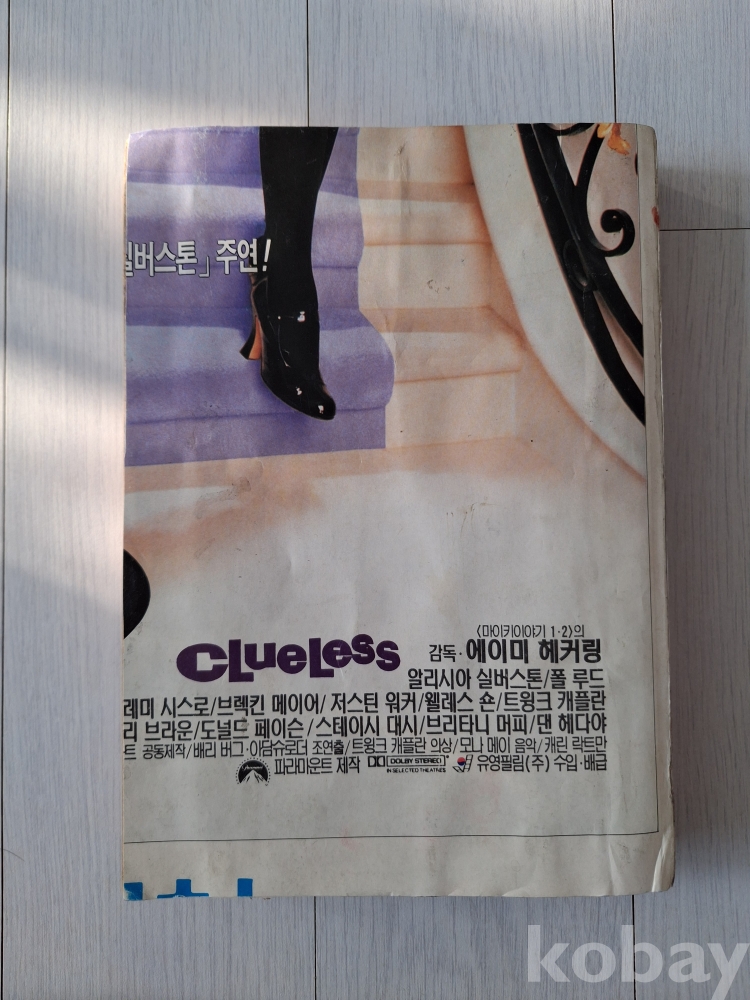 실버스톤」 주연!
CLUELESS
〈마이키이야기 1·2〉의
감독·에이미 헤커링
알리시아 실버스톤/폴 루드
레미 시스로/브렉킨 메이어/저스틴 워커/웰레스 숀/트윙크 캐플란
리 브라운/도널드 페이슨/스테이시 대시/브리타니 머피/댄 헤다야
트 공동제작/배리 버그·아담슈로더 조연출/트윙크 캐플란 의상/모나 메이 음악/캐린 락트만
Paramount 파라마운트 제작 DOLBY STEREO 유영필림(주) 수입·배급
IN SELECTED THEATRES
kobay